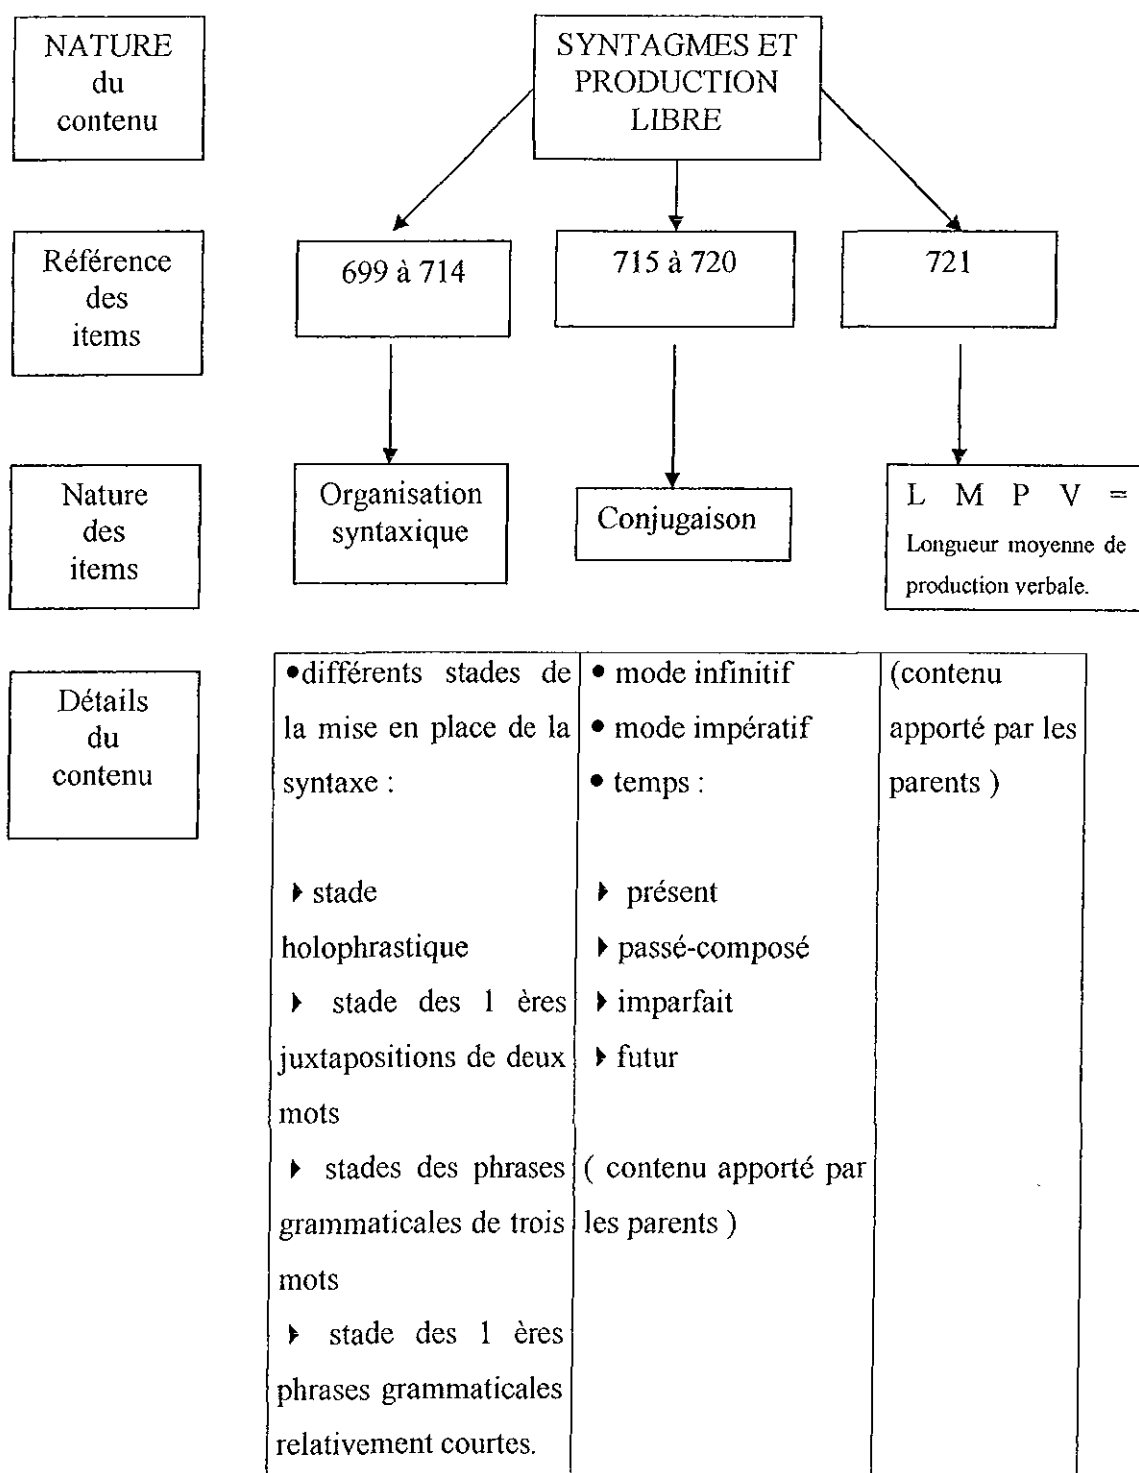 NATURE
du
contenu
SYNTAGMES ET
PRODUCTION
LIBRE
Référence
des
items
699 à 714
715 à 720
721
Nature
des
items
Organisation
syntaxique
Conjugaison
L M P V =
Longueur moyenne de
production verbale.
Détails
du
contenu
•différents stades de
la mise en place de la
syntaxe :
▸ stade
holophrastique
▸ stade des 1 ères
juxtapositions de deux
mots
▸ stades des phrases
grammaticales de trois
mots
▸ stade des 1 ères
phrases grammaticales
relativement courtes.
• mode infinitif
• mode impératif
• temps :
▸ présent
▸ passé-composé
▸ imparfait
▸ futur
( contenu apporté par
les parents )
(contenu
apporté par les
parents )